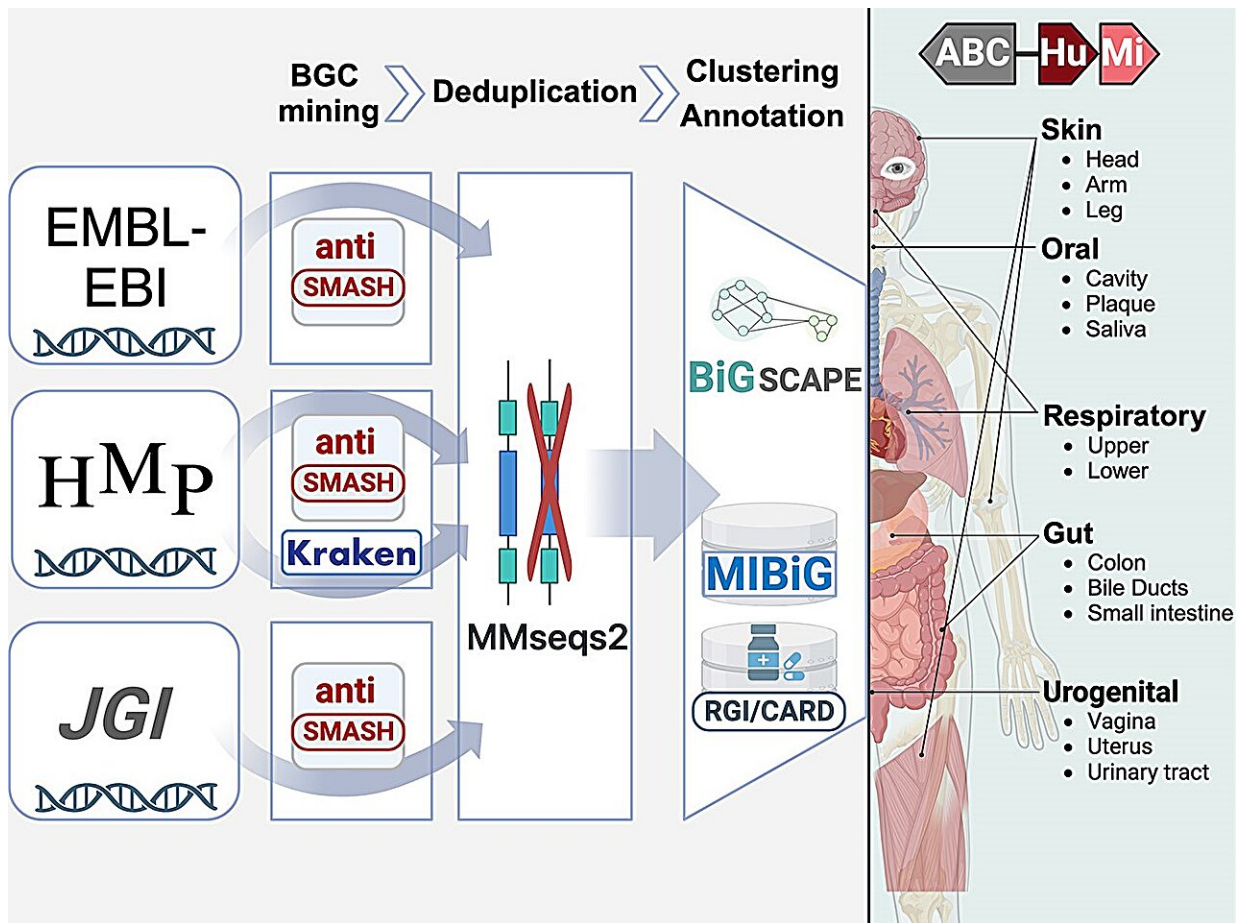 BGC
mining
Deduplication
Clustering
Annotation
EMBL-
EBI
anti
SMASH
HMP
anti
SMASH
Kraken
JGI
anti
SMASH
MMseqs2
BiG SCAPE
MIBiG
RGI/CARD
ABC Hu Mi
Skin
• Head
• Arm
• Leg
Oral
• Cavity
• Plaque
• Saliva
Respiratory
• Upper
• Lower
Gut
• Colon
• Bile Ducts
• Small intestine
Urogenital
• Vagina
• Uterus
• Urinary tract